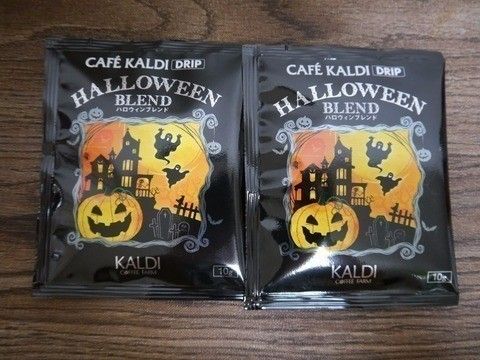 CAFÉ KALDI DRIP
HALLOWEEN
BLEND
ハロウィンブレンド
KALDI
COFFEE FARM
10g
CAFÉ KALDI DRIP
HALLOWEEN
BLEND
ハロウィンブレンド
KALDI
COFFEE FARM
10g